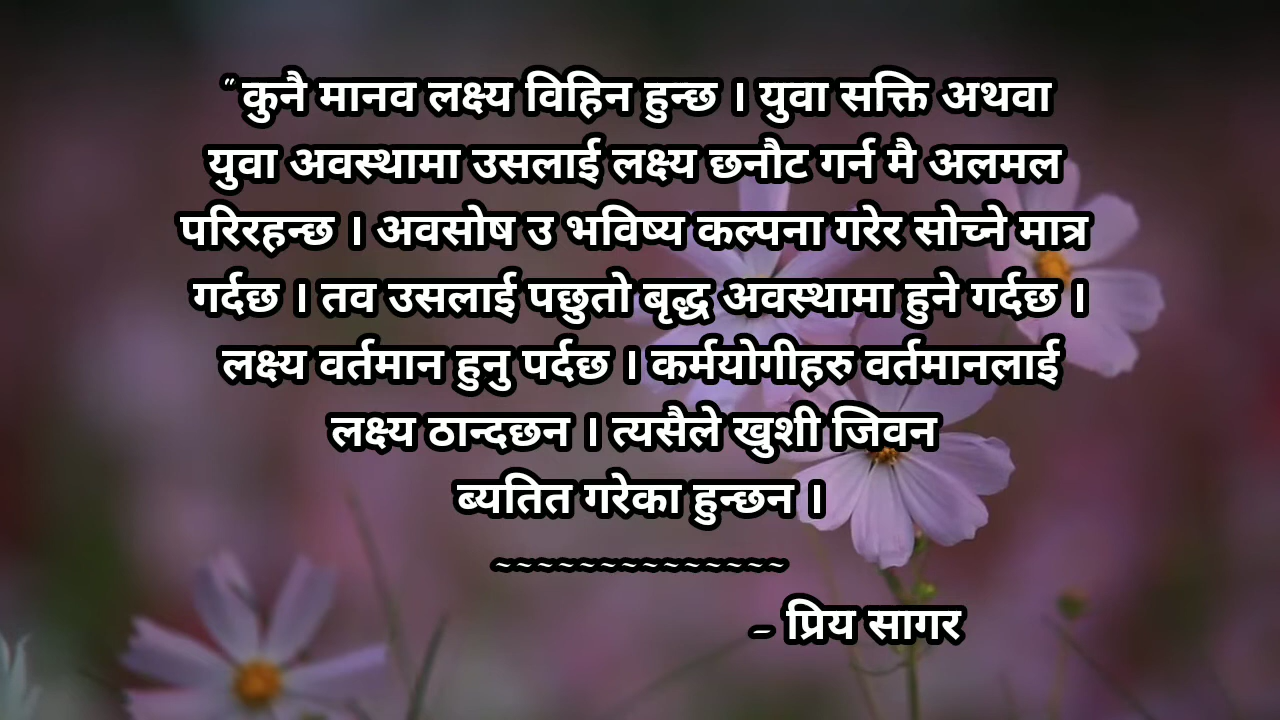 " कुनै मानव लक्ष्य विहिन हुन्छ । युवा सक्ति अथवा
युवा अवस्थामा उसलाई लक्ष्य छनौट गर्न मै अलमल
परिरहन्छ । अवसोष उ भविष्य कल्पना गरेर सोच्ने मात्र
गर्दछ । तव उसलाई पछुतो बृद्ध अवस्थामा हुने गर्दछ ।
लक्ष्य वर्तमान हुनु पर्दछ । कर्मयोगीहरु वर्तमानलाई
लक्ष्य ठान्दछन । त्यसैले खुशी जिवन
ब्यतित गरेका हुन्छन ।
~~~~~~~~~~~~~~
– प्रिय सागर